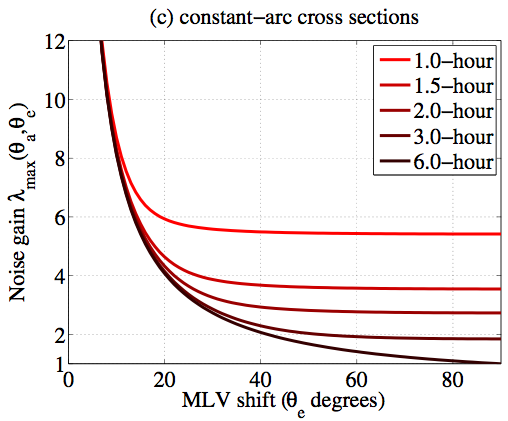 (c) constant–arc cross sections
Noise gain λmax(θa,θe)
12
10
8
6
4
2
1
1.0–hour
1.5–hour
2.0–hour
3.0–hour
6.0–hour
0
20
40
60
80
MLV shift (θe degrees)